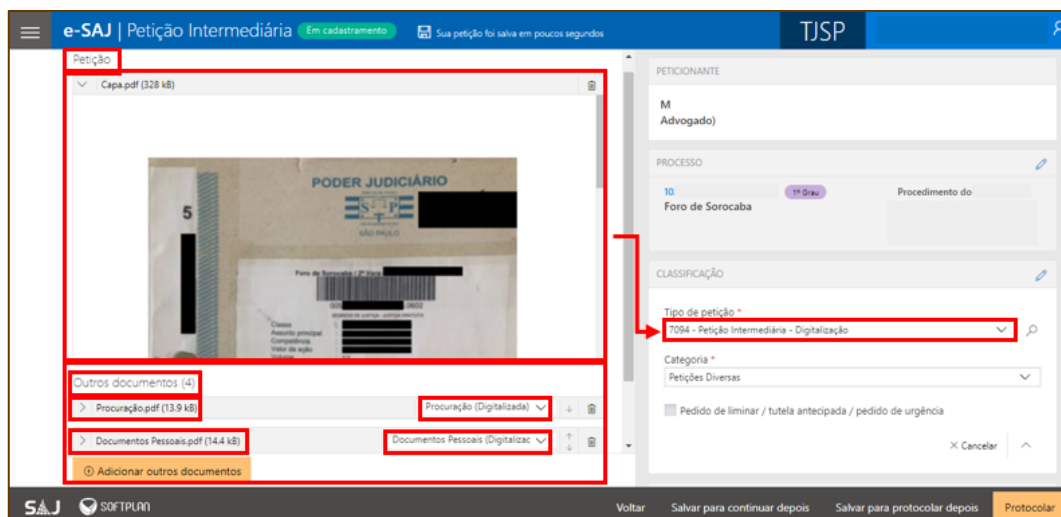 e-SAJ | Petição Intermediária Em cadastramento Sua petição foi salva em poucos segundos TJSP
Petição
Capa.pdf (328 kB)
PODER JUDICIÁRIO
S P
SÃO PAULO
5
Foro de Sorocaba / 2ª Vara
0602
Classe
Assunto principal
Competência
Valor da ação
Volume
Outros documentos (4)
Procuração.pdf (13.9 kB) Procuração (Digitalizada)
Documentos Pessoais.pdf (14.4 kB) Documentos Pessoais (Digitalizac
Adicionar outros documentos
PETICIONANTE
M
Advogado)
PROCESSO
10. 1º Grau Procedimento do
Foro de Sorocaba
CLASSIFICAÇÃO
Tipo de petição *
7094 - Petição Intermediária - Digitalização
Categoria *
Petições Diversas
Pedido de liminar / tutela antecipada / pedido de urgência
× Cancelar
SAJ SOFTPLAN Voltar Salvar para continuar depois Salvar para protocolar depois Protocolar